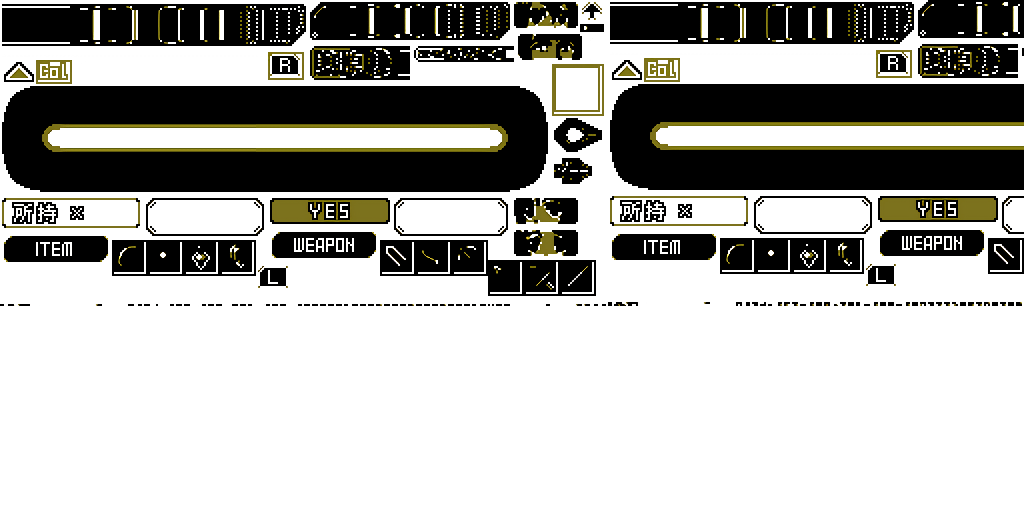 Col R Col R
所持 × YES 所持 × YES
ITEM WEAPON ITEM WEAPON
L L